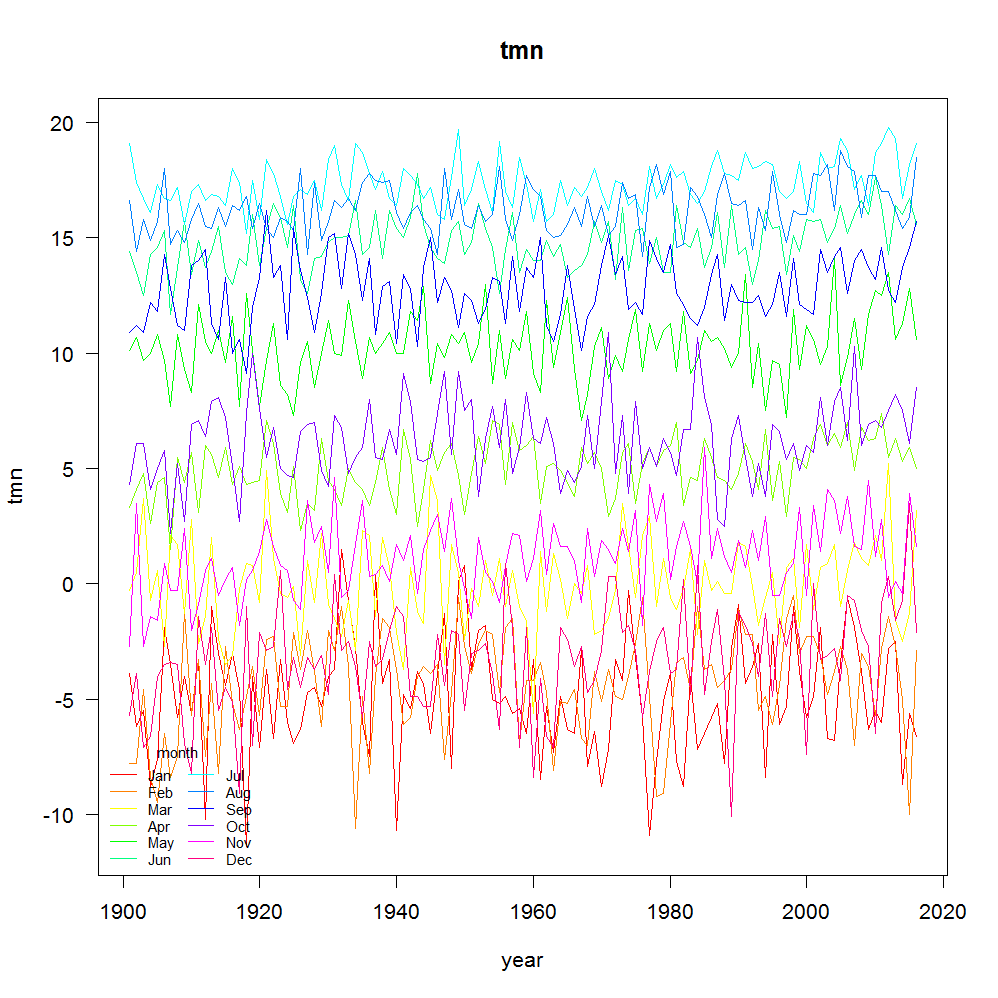 tmn
20
15
10
5
0
-5
-10
tmn
month
Jan Jul
Feb Aug
Mar Sep
Apr Oct
May Nov
Jun Dec
1900 1920 1940 1960 1980 2000 2020
year